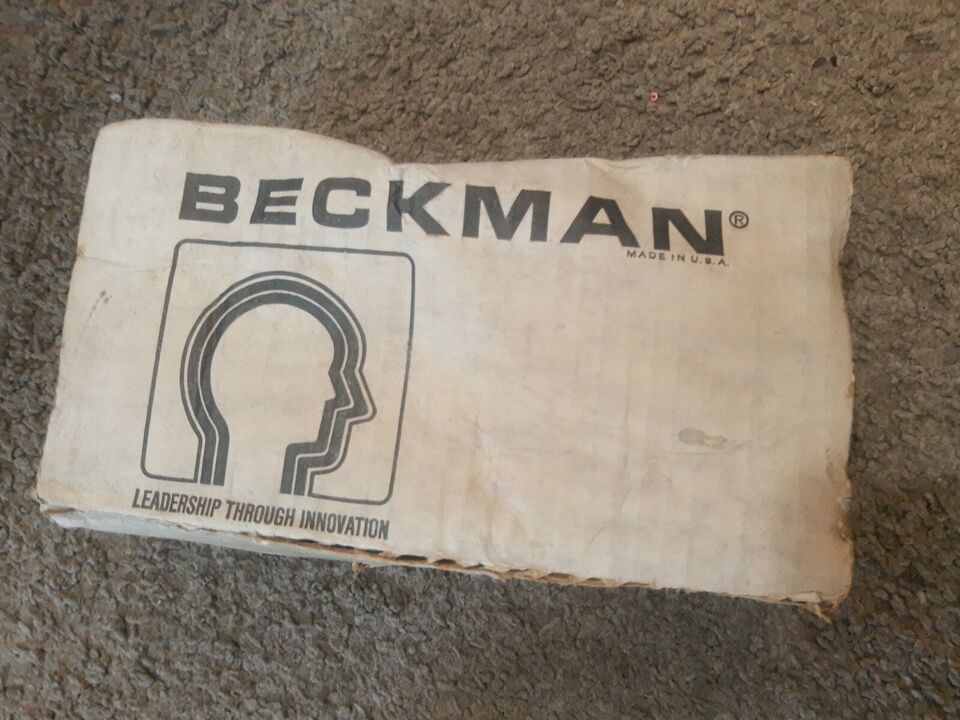 BECKMAN®
MADE IN U.S.A.
LEADERSHIP THROUGH INNOVATION